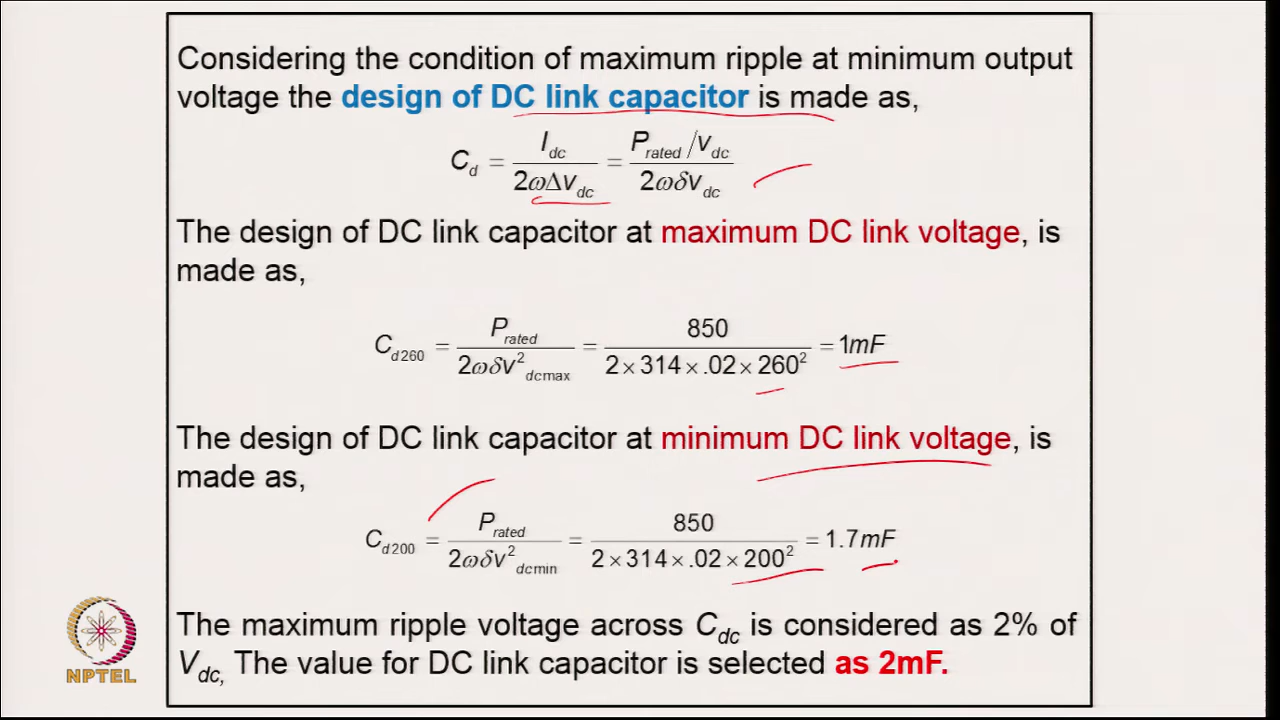 Considering the condition of maximum ripple at minimum output
voltage the design of DC link capacitor is made as,
C_d = I_dc / 2ωΔv_dc = P_rated/v_dc / 2ωδv_dc
The design of DC link capacitor at maximum DC link voltage, is
made as,
C_d260 = P_rated / 2ωδv²_dcmax = 850 / 2×314×.02×260² = 1mF
The design of DC link capacitor at minimum DC link voltage, is
made as,
C_d200 = P_rated / 2ωδv²_dcmin = 850 / 2×314×.02×200² = 1.7mF
The maximum ripple voltage across C_dc is considered as 2% of
V_dc, The value for DC link capacitor is selected as 2mF.
NPTEL